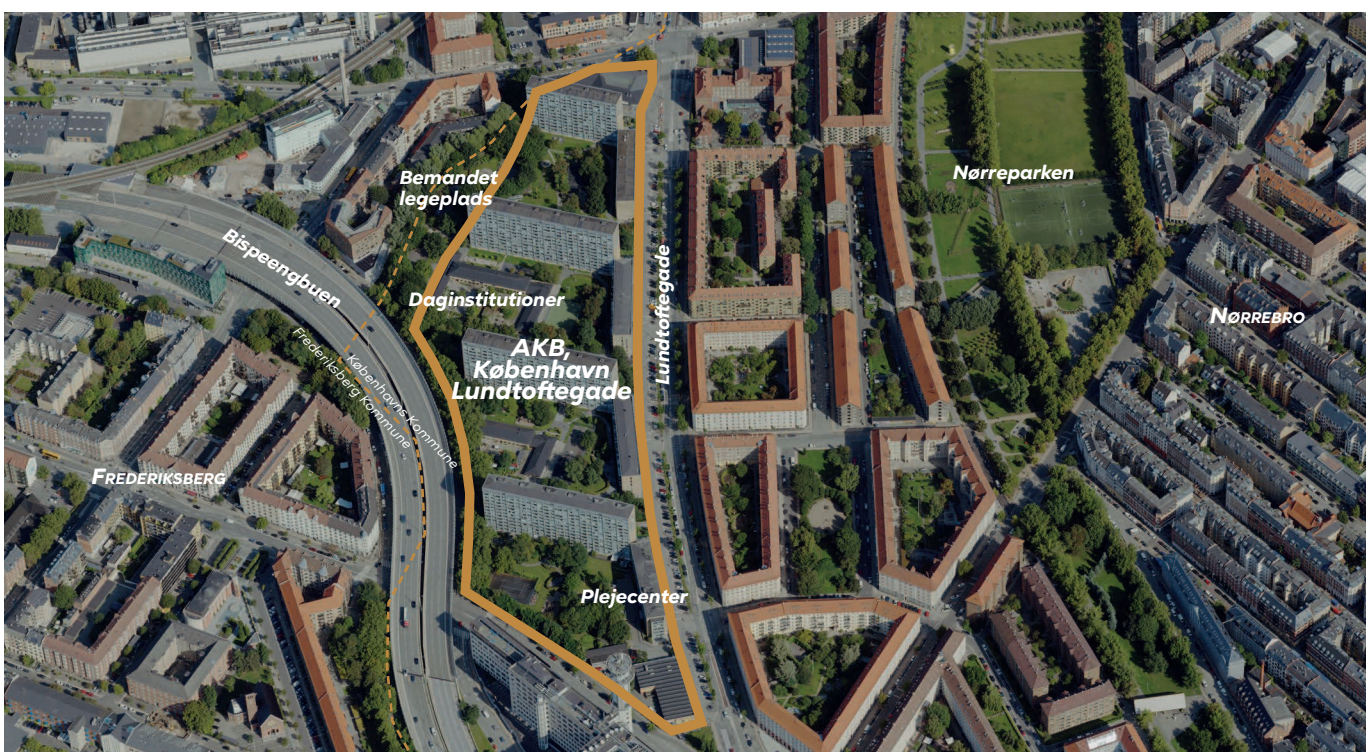 Nørreparken
Bemandet
legeplads
Bispeengbuen
Lundtoftegade
Daginstitutioner
NØRREBRO
AKB,
København
Lundtoftegade
Københavns Kommune
Frederiksberg Kommune
FREDERIKSBERG
Plejecenter